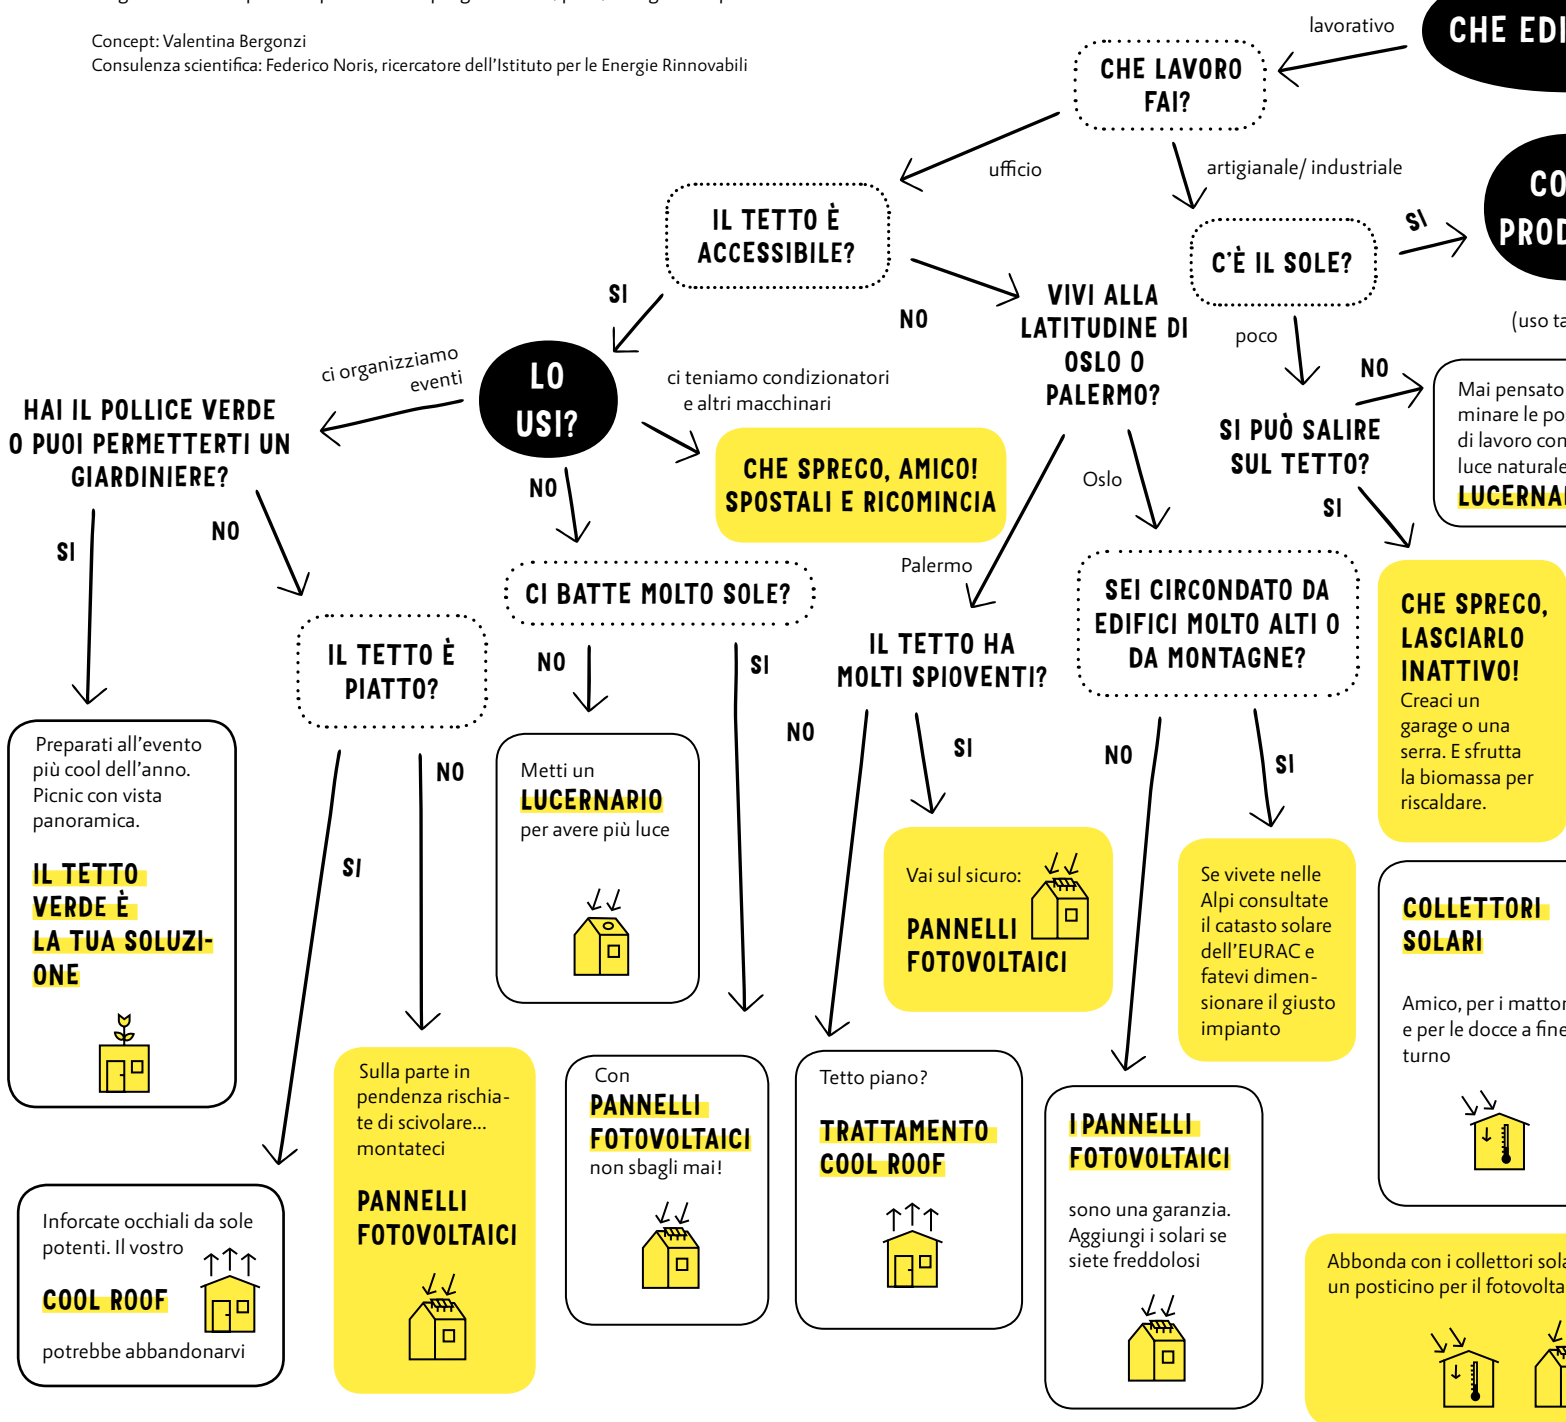 Concept: Valentina Bergonzi
Consulenza scientifica: Federico Noris, ricercatore dell'Istituto per le Energie Rinnovabili
lavorativo
CHE EDI
CHE LAVORO
FAI?
ufficio
artigianale/ industriale
IL TETTO È
ACCESSIBILE?
SI
NO
C'È IL SOLE?
SI
CO
PROD
(uso ta
poco
VIVI ALLA
LATITUDINE DI
OSLO O
PALERMO?
NO
Mai pensato
minare le po
di lavoro con
luce naturale
LUCERNA
ci organizziamo
eventi
LO
USI?
ci teniamo condizionatori
e altri macchinari
CHE SPRECO, AMICO!
SPOSTALI E RICOMINCIA
HAI IL POLLICE VERDE
O PUOI PERMETTERTI UN
GIARDINIERE?
SI
NO
NO
SI PUÒ SALIRE
SUL TETTO?
SI
Oslo
Palermo
CI BATTE MOLTO SOLE?
NO
SI
IL TETTO È
PIATTO?
SI
NO
IL TETTO HA
MOLTI SPIOVENTI?
NO
SI
SEI CIRCONDATO DA
EDIFICI MOLTO ALTI O
DA MONTAGNE?
NO
SI
CHE SPRECO,
LASCIARLO
INATTIVO!
Creaci un
garage o una
serra. E sfrutta
la biomassa per
riscaldare.
Preparati all'evento
più cool dell'anno.
Picnic con vista
panoramica.
IL TETTO
VERDE È
LA TUA SOLUZI-
ONE
Metti un
LUCERNARIO
per avere più luce
Vai sul sicuro:
PANNELLI
FOTOVOLTAICI
Se vivete nelle
Alpi consultate
il catasto solare
dell'EURAC e
fatevi dimen-
sionare il giusto
impianto
COLLETTORI
SOLARI
Amico, per i matto
e per le docce a fine
turno
Sulla parte in
pendenza rischia-
te di scivolare...
montateci
PANNELLI
FOTOVOLTAICI
Con
PANNELLI
FOTOVOLTAICI
non sbagli mai!
Tetto piano?
TRATTAMENTO
COOL ROOF
I PANNELLI
FOTOVOLTAICI
sono una garanzia.
Aggiungi i solari se
siete freddolosi
Inforcate occhiali da sole
potenti. Il vostro
COOL ROOF
potrebbe abbandonarvi
Abbonda con i collettori sola
un posticino per il fotovolta